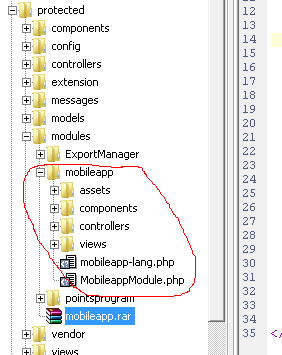 protected
components
config
controllers
extension
messages
models
modules
ExportManager
mobileapp
assets
components
controllers
views
mobileapp-lang.php
MobileappModule.php
pointsprogram
mobileapp.rar
vendor
views
12
13
14
15
16
17
18
19
20
21
22
23
24
25
26
27
28
29
30
31
32
33
34
35 </